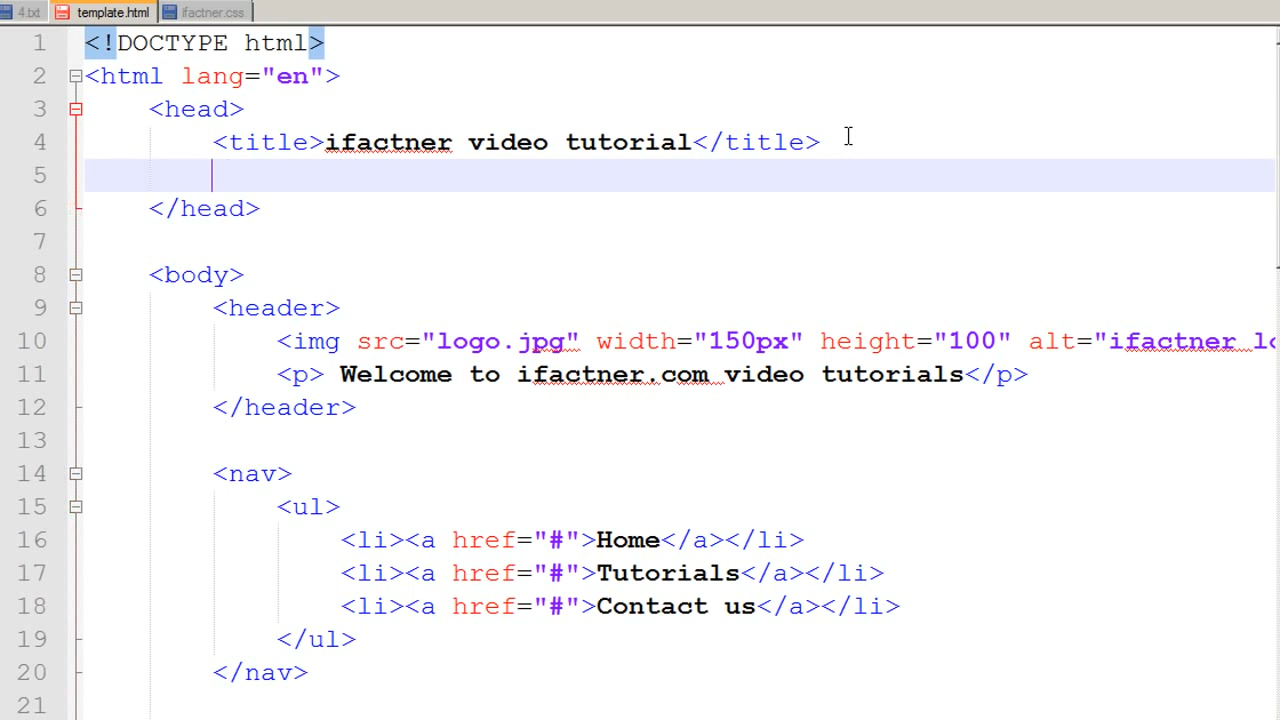 4.txt template.html ifactner.css
1 <!DOCTYPE html>
2 <html lang="en">
3 <head>
4 <title>ifactner video tutorial</title>
5
6 </head>
7
8 <body>
9 <header>
10 <img src="logo.jpg" width="150px" height="100" alt="ifactner lo
11 <p> Welcome to ifactner.com video tutorials</p>
12 </header>
13
14 <nav>
15 <ul>
16 <li><a href="#">Home</a></li>
17 <li><a href="#">Tutorials</a></li>
18 <li><a href="#">Contact us</a></li>
19 </ul>
20 </nav>
21